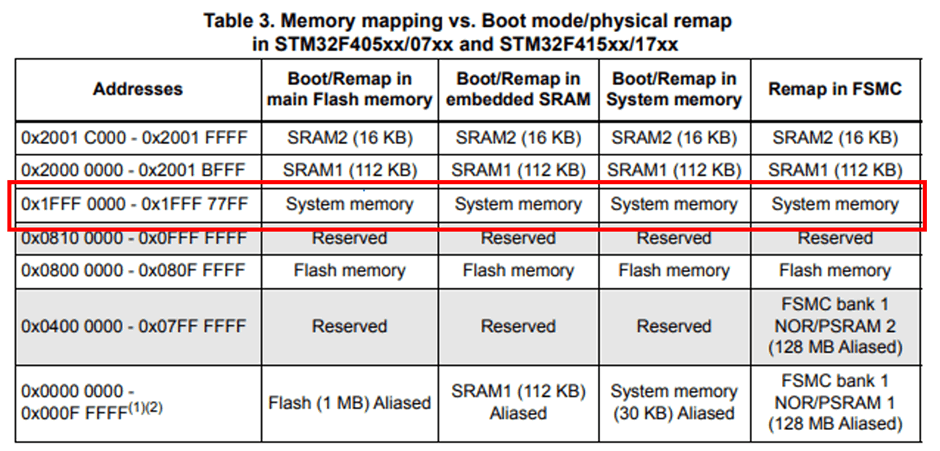 Table 3. Memory mapping vs. Boot mode/physical remap
in STM32F405xx/07xx and STM32F415xx/17xx
Addresses
Boot/Remap in
main Flash memory
Boot/Remap in
embedded SRAM
Boot/Remap in
System memory
Remap in FSMC
0x2001 C000 - 0x2001 FFFF
SRAM2 (16 KB)
SRAM2 (16 KB)
SRAM2 (16 KB)
SRAM2 (16 KB)
0x2000 0000 - 0x2001 BFFF
SRAM1 (112 KB)
SRAM1 (112 KB)
SRAM1 (112 KB)
SRAM1 (112 KB)
0x1FFF 0000 - 0x1FFF 77FF
System memory
System memory
System memory
System memory
0x0810 0000 - 0x0FFF FFFF
Reserved
Reserved
Reserved
Reserved
0x0800 0000 - 0x080F FFFF
Flash memory
Flash memory
Flash memory
Flash memory
0x0400 0000 - 0x07FF FFFF
Reserved
Reserved
Reserved
FSMC bank 1
NOR/PSRAM 2
(128 MB Aliased)
0x0000 0000 -
0x000F FFFF(1)(2)
Flash (1 MB) Aliased
SRAM1 (112 KB)
Aliased
System memory
(30 KB) Aliased
FSMC bank 1
NOR/PSRAM 1
(128 MB Aliased)